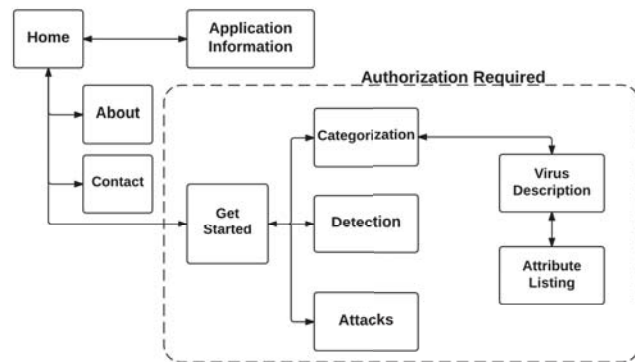 Home
Application
Information
Authorization Required
About
Categorization
Contact
Virus
Description
Get
Started
Detection
Attribute
Listing
Attacks